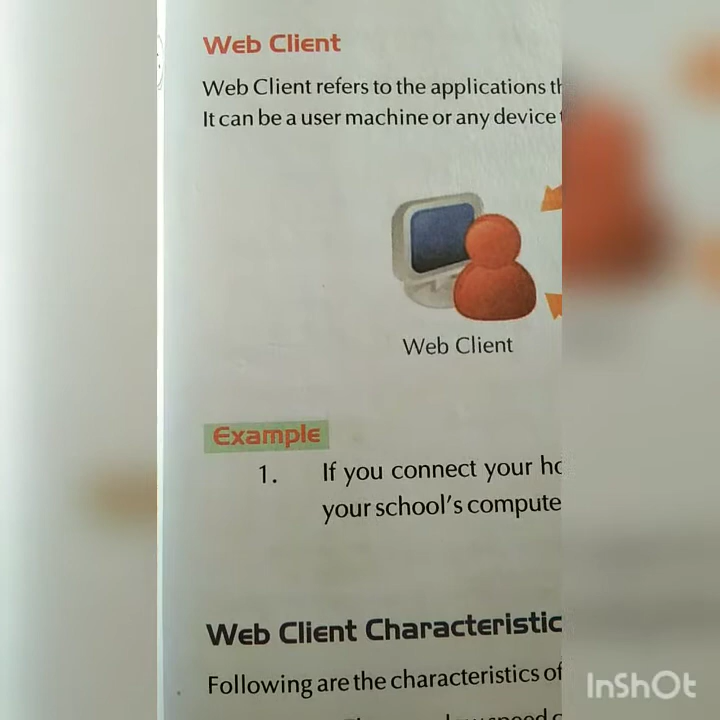 Web Client
Web Client refers to the applications th
It can be a user machine or any device
Web Client
Example
1. If you connect your ho
your school's compute
Web Client Characteristic
Following are the characteristics of
InShOt